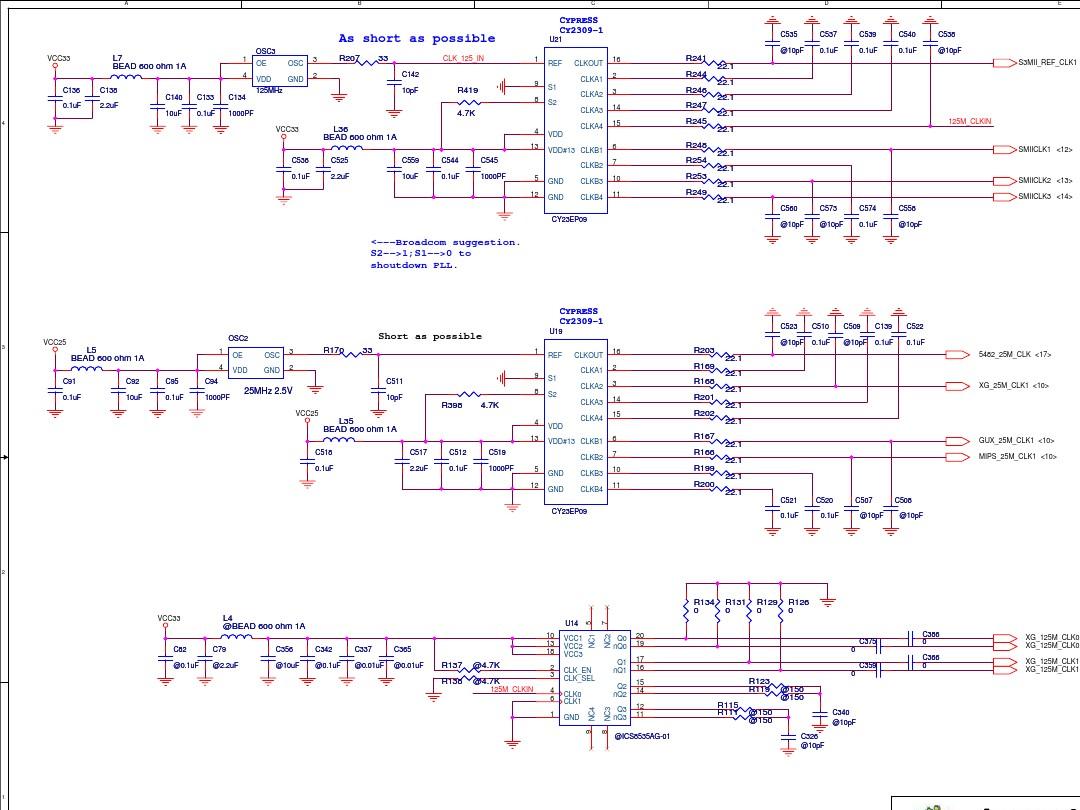 A B C D E
CYPRESS
CY2309-1
As short as possible
U21
VCC33
L7
BEAD 600 ohm 1A
OSC3
1 OE OSC 3
4 VDD GND 2
125MHz
R207 33
CLK_125_IN
C136
0.1uF
C138
2.2uF
C140
10uF
C133
0.1uF
C134
1000PF
C142
10pF
R419
4.7K
VCC33
L36
BEAD 600 ohm 1A
C536
0.1uF
C525
2.2uF
C559
10uF
C544
0.1uF
C545
1000PF
1 REF CLKOUT 16
CLKA1 2
9 S1 CLKA2 3
8 S2 CLKA3 14
CLKA4 15
4 VDD
13 VDD#13 CLKB1 6
CLKB2 7
5 GND CLKB3 10
12 GND CLKB4 11
CY23EP09
R241 22.1
R244 22.1
R246 22.1
R247 22.1
R245 22.1
R248 22.1
R254 22.1
R253 22.1
R249 22.1
C535
@10pF
C537
0.1uF
C539
0.1uF
C540
0.1uF
C538
@10pF
S3MII_REF_CLK1
125M_CLKIN
SMIICLK1 <12>
SMIICLK2 <13>
SMIICLK3 <14>
C560
@10pF
C573
@10pF
C574
0.1uF
C558
@10pF
<---Broadcom suggestion.
S2-->1;S1-->0 to
shoutdown PLL.
CYPRESS
CY2309-1
Short as possible
U19
VCC25
L5
BEAD 600 ohm 1A
OSC2
1 OE OSC 3
4 VDD GND 2
25MHz 2.5V
R170 33
C91
0.1uF
C92
10uF
C95
0.1uF
C94
1000PF
C511
10pF
R398 4.7K
VCC25
L35
BEAD 600 ohm 1A
C518
0.1uF
C517
2.2uF
C512
0.1uF
C519
1000PF
1 REF CLKOUT 16
CLKA1 2
9 S1 CLKA2 3
8 S2 CLKA3 14
CLKA4 15
4 VDD
13 VDD#13 CLKB1 6
CLKB2 7
5 GND CLKB3 10
12 GND CLKB4 11
CY23EP09
R203 22.1
R169 22.1
R168 22.1
R201 22.1
R202 22.1
R167 22.1
R166 22.1
R199 22.1
R200 22.1
C523
@10pF
C510
0.1uF
C509
@10pF
C139
0.1uF
C522
0.1uF
5462_25M_CLK <17>
XG_25M_CLK1 <10>
GUX_25M_CLK1 <10>
MIPS_25M_CLK1 <10>
C521
0.1uF
C520
0.1uF
C507
@10pF
C508
@10pF
VCC33
L4
@BEAD 600 ohm 1A
C82
@0.1uF
C79
@2.2uF
C356
@10uF
C342
@0.1uF
C337
@0.01uF
C365
@0.01uF
R137 @4.7K
R138 @4.7K
125M_CLKIN
U14
5 NC1
7 NC2
10 VCC1 Q0 20
13 VCC2 nQ0 19
18 VCC3
Q1 17
2 CLK_EN nQ1 16
3 CLK_SEL
Q2 15
4 CLK0 nQ2 14
6 CLK1
Q3 12
1 GND nQ3 11
9 NC4
8 NC3
@ICS8535AG-01
R134
0
R131
0
R129
0
R126
0
R123 @150
R119 @150
R115 @150
R111 @150
C375
0
C386
C359
0
C366
C340
@10pF
C326
@10pF
XG_125M_CLK0
XG_125M_CLK0
XG_125M_CLK1
XG_125M_CLK1
4
3
2
1